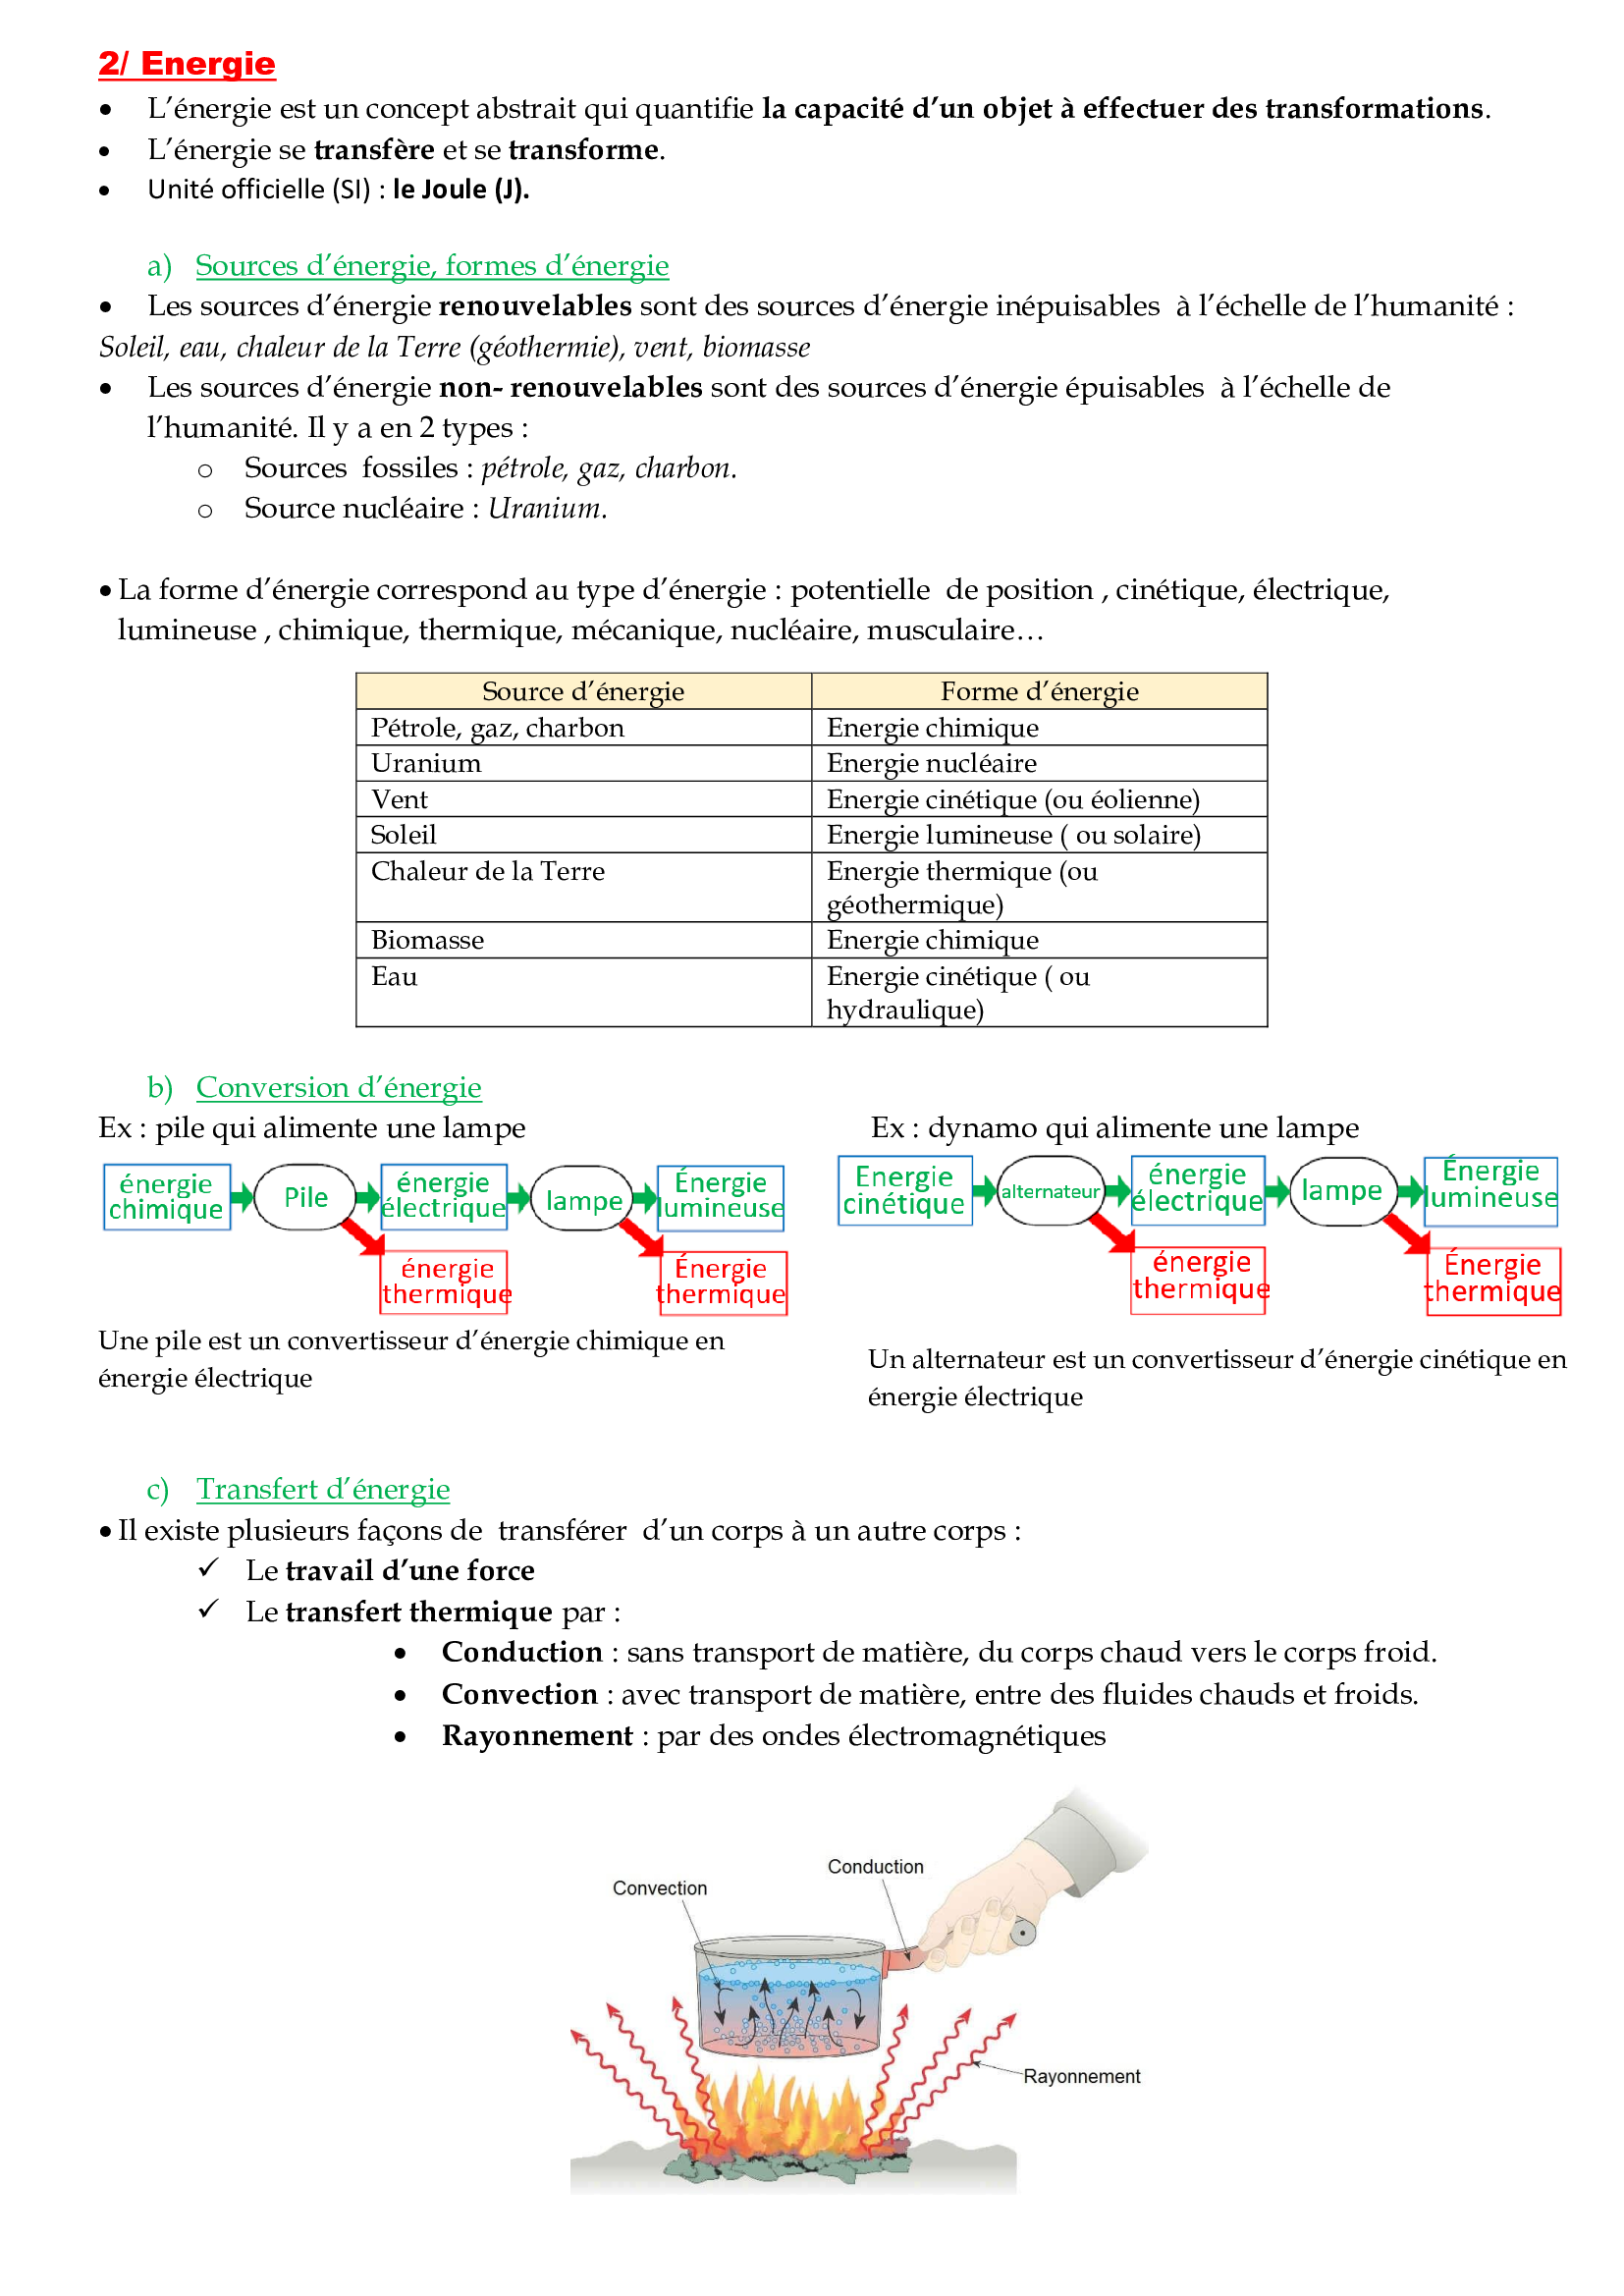 2/ Energie
• L’énergie est un concept abstrait qui quantifie la capacité d’un objet à effectuer des transformations.
• L’énergie se transfère et se transforme.
• Unité officielle (SI) : le Joule (J).
a) Sources d’énergie, formes d’énergie
• Les sources d’énergie renouvelables sont des sources d’énergie inépuisables à l’échelle de l’humanité :
Soleil, eau, chaleur de la Terre (géothermie), vent, biomasse
• Les sources d’énergie non- renouvelables sont des sources d’énergie épuisables à l’échelle de
l’humanité. Il y a en 2 types :
o Sources fossiles : pétrole, gaz, charbon.
o Source nucléaire : Uranium.
• La forme d’énergie correspond au type d’énergie : potentielle de position , cinétique, électrique,
lumineuse , chimique, thermique, mécanique, nucléaire, musculaire…
Source d’énergie Forme d’énergie
Pétrole, gaz, charbon Energie chimique
Uranium Energie nucléaire
Vent Energie cinétique (ou éolienne)
Soleil Energie lumineuse ( ou solaire)
Chaleur de la Terre Energie thermique (ou
géothermique)
Biomasse Energie chimique
Eau Energie cinétique ( ou
hydraulique)
b) Conversion d’énergie
Ex : pile qui alimente une lampe
énergie
chimique
Pile
énergie
électrique
lampe
Énergie
lumineuse
énergie
thermique
Énergie
thermique
Une pile est un convertisseur d’énergie chimique en
énergie électrique
Ex : dynamo qui alimente une lampe
Energie
cinétique
alternateur
énergie
électrique
lampe
Énergie
lumineuse
énergie
thermique
Énergie
thermique
Un alternateur est un convertisseur d’énergie cinétique en
énergie électrique
c) Transfert d’énergie
• Il existe plusieurs façons de transférer d’un corps à un autre corps :
✓ Le travail d’une force
✓ Le transfert thermique par :
• Conduction : sans transport de matière, du corps chaud vers le corps froid.
• Convection : avec transport de matière, entre des fluides chauds et froids.
• Rayonnement : par des ondes électromagnétiques
Conduction
Convection
Rayonnement